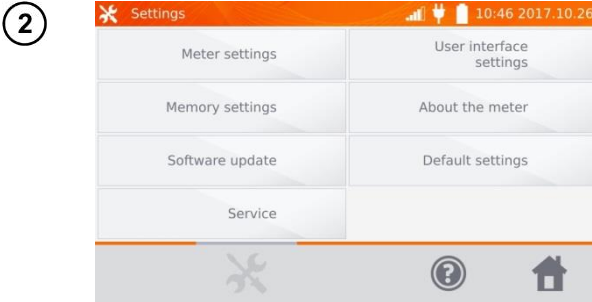 2
Settings
10:46 2017.10.26
Meter settings
User interface
settings
Memory settings
About the meter
Software update
Default settings
Service
?